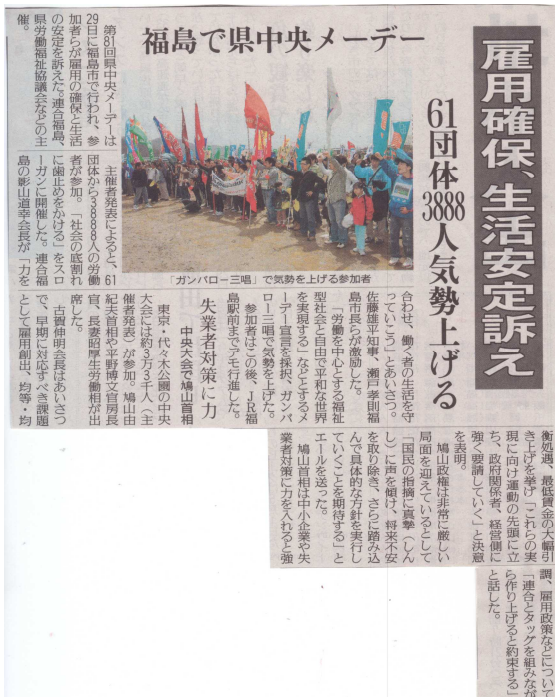 雇用確保、生活安定訴え
61団体3888人気勢上げる
福島で県中央メーデー
「ガンバロー三唱」で気勢を上げる参加者
第81回県中央メーデーは
29日に福島市で行われ、参
加者らが雇用の確保と生活
の安定を訴えた。連合福島、
県労働福祉協議会などの主
催。
主催者発表によると、61
団体から3888人の労働
者が参加。「社会の底割れ
に歯止めをかける」をスロ
ーガンに開催した。連合福
島の影山道幸会長が「力を
合わせ、働く者の生活を守
っていこう」とあいさつ。
佐藤雄平知事、瀬戸孝則福
島市長らが激励した。
「労働を中心とする福祉
型社会と自由で平和な世界
を実現する」などとするメ
ーデー宣言を採択、ガンバ
ロー三唱で気勢を上げた。
参加者はこの後、JR福
島駅前までデモ行進した。
失業者対策に力
中央大会で鳩山首相
東京・代々木公園の中央
大会には約3万3千人(主
催者発表)が参加。鳩山由
紀夫首相や平野博文官房長
官、長妻昭厚生労働相が出
席した。
古賀伸明会長はあいさつ
で、早期に対応すべき課題
として雇用創出、均等・均
衡処遇、最低賃金の大幅引
き上げを挙げ「これらの実
現に向け運動の先頭に立
ち、政府関係者、経営側に
強く要請していく」と決意
を表明。
鳩山政権は非常に厳しい
局面を迎えているとして
「国民の指摘に真摯(しん
し)に声を傾け、将来不安
を取り除き、さらに踏み込
んで具体的な方針を実行し
ていくことを期待する」と
エールを送った。
鳩山首相は中小企業や失
業者対策に力を入れると強
調、雇用政策などについて
「連合とタッグを組みなが
ら作り上げると約束する」
と話した。